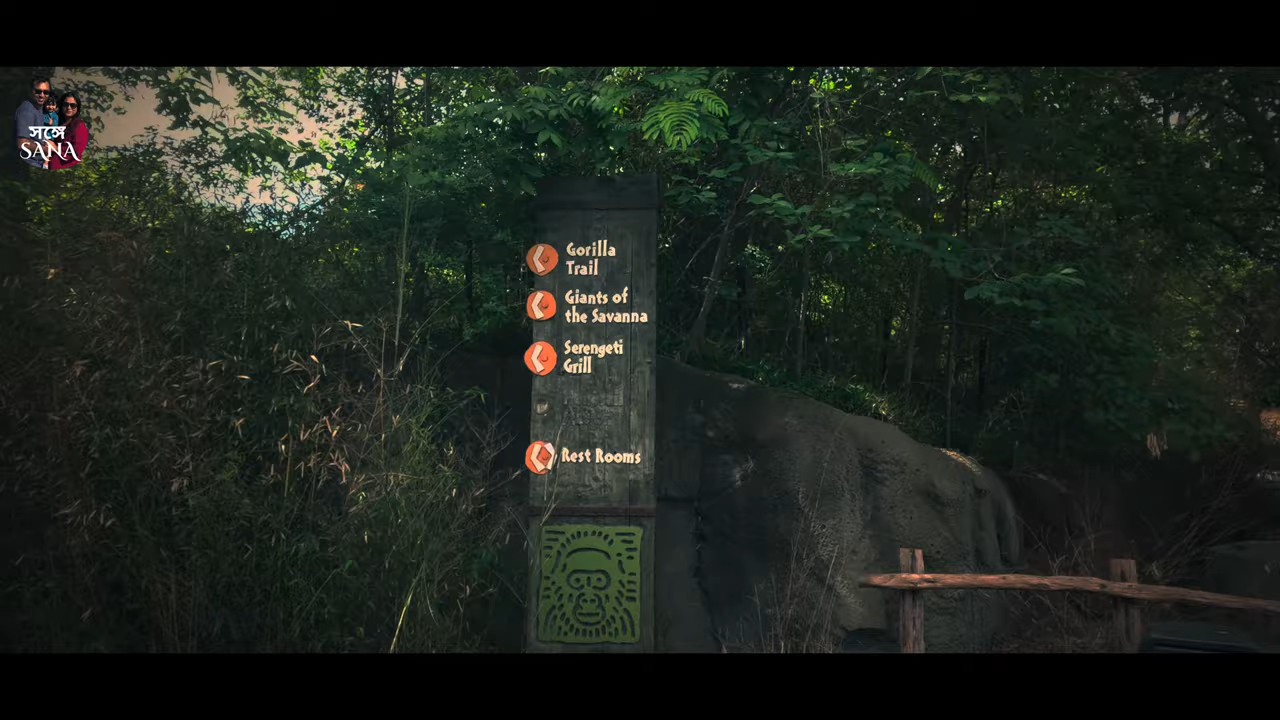 সঙ্গে
SANA
Gorilla
Trail
Giants of
the Savanna
Serengeti
Grill
Rest Rooms